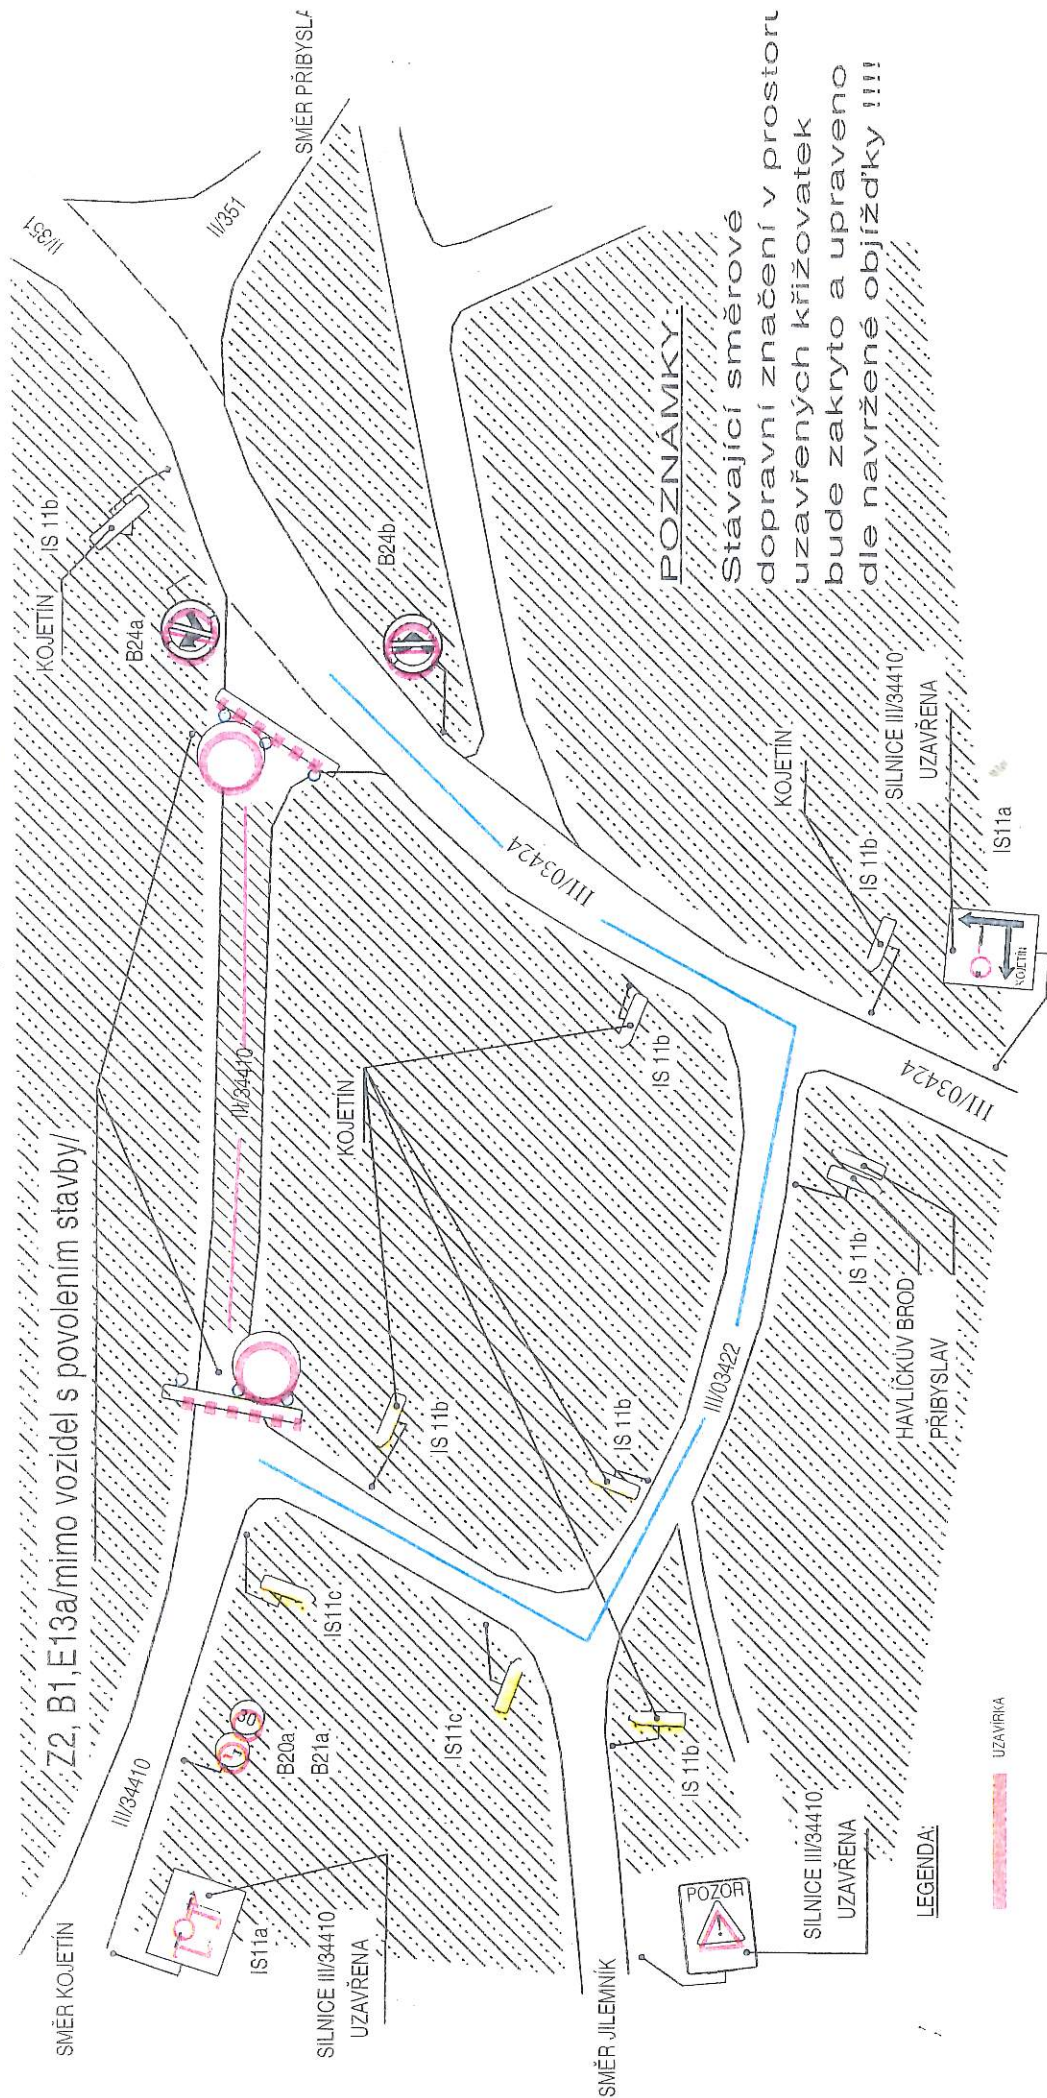 SMĚR KOJETÍN
Z2, B1,E13a/mimo vozidel s povolením stavby/
KOJETÍN
IS 11b
B24a
II/351
II/351
SMĚR PŘIBYSLA
III/34410
III/34410
B24b
IS11a
SILNICE III/34410
UZAVŘENA
30
B20a
B21a
IS11c
IS11c
KOJETÍN
IS 11b
IS 11b
IS 11b
IS 11b
III/03424
III/03422
III/03424
SMĚR JILEMNÍK
POZOR
!
SILNICE III/34410
UZAVŘENA
IS 11b
HAVLÍČKŮV BROD
PŘIBYSLAV
KOJETÍN
IS 11b
SILNICE III/34410
UZAVŘENA
IS11a
KOJETÍN
POZNÁMKY:
Stávající směrové
dopravní značení v prostoru
uzavřených křižovatek
bude zakryto a upraveno
dle navržené objížďky !!!!!
LEGENDA:
UZAVÍRKA